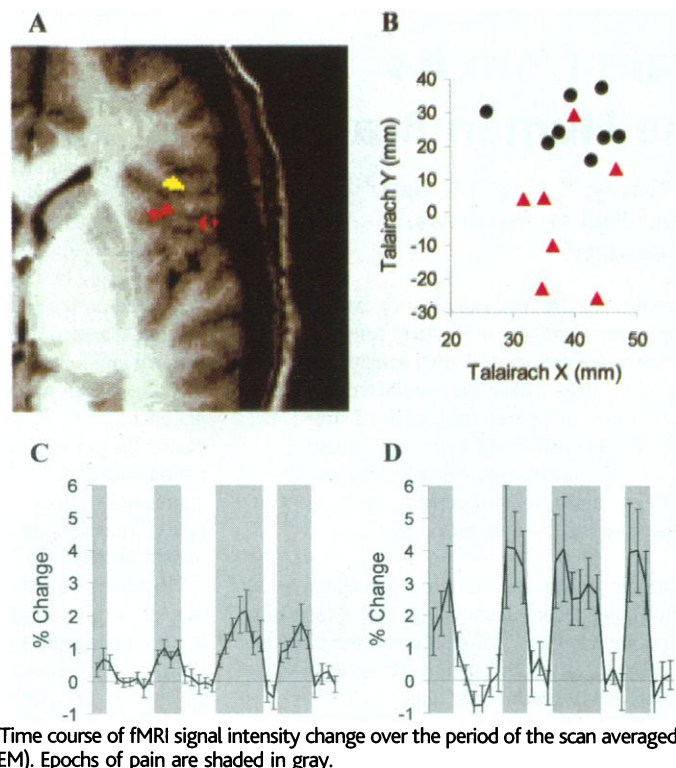 A
B
40
30
20
10
0
-10
-20
-30
Talairach Y (mm)
20 30 40 50
Talairach X (mm)
C
D
6
5
4
3
2
1
0
-1
% Change
6
5
4
3
2
1
0
-1
% Change
Time course of fMRI signal intensity change over the period of the scan averaged
EM). Epochs of pain are shaded in gray.